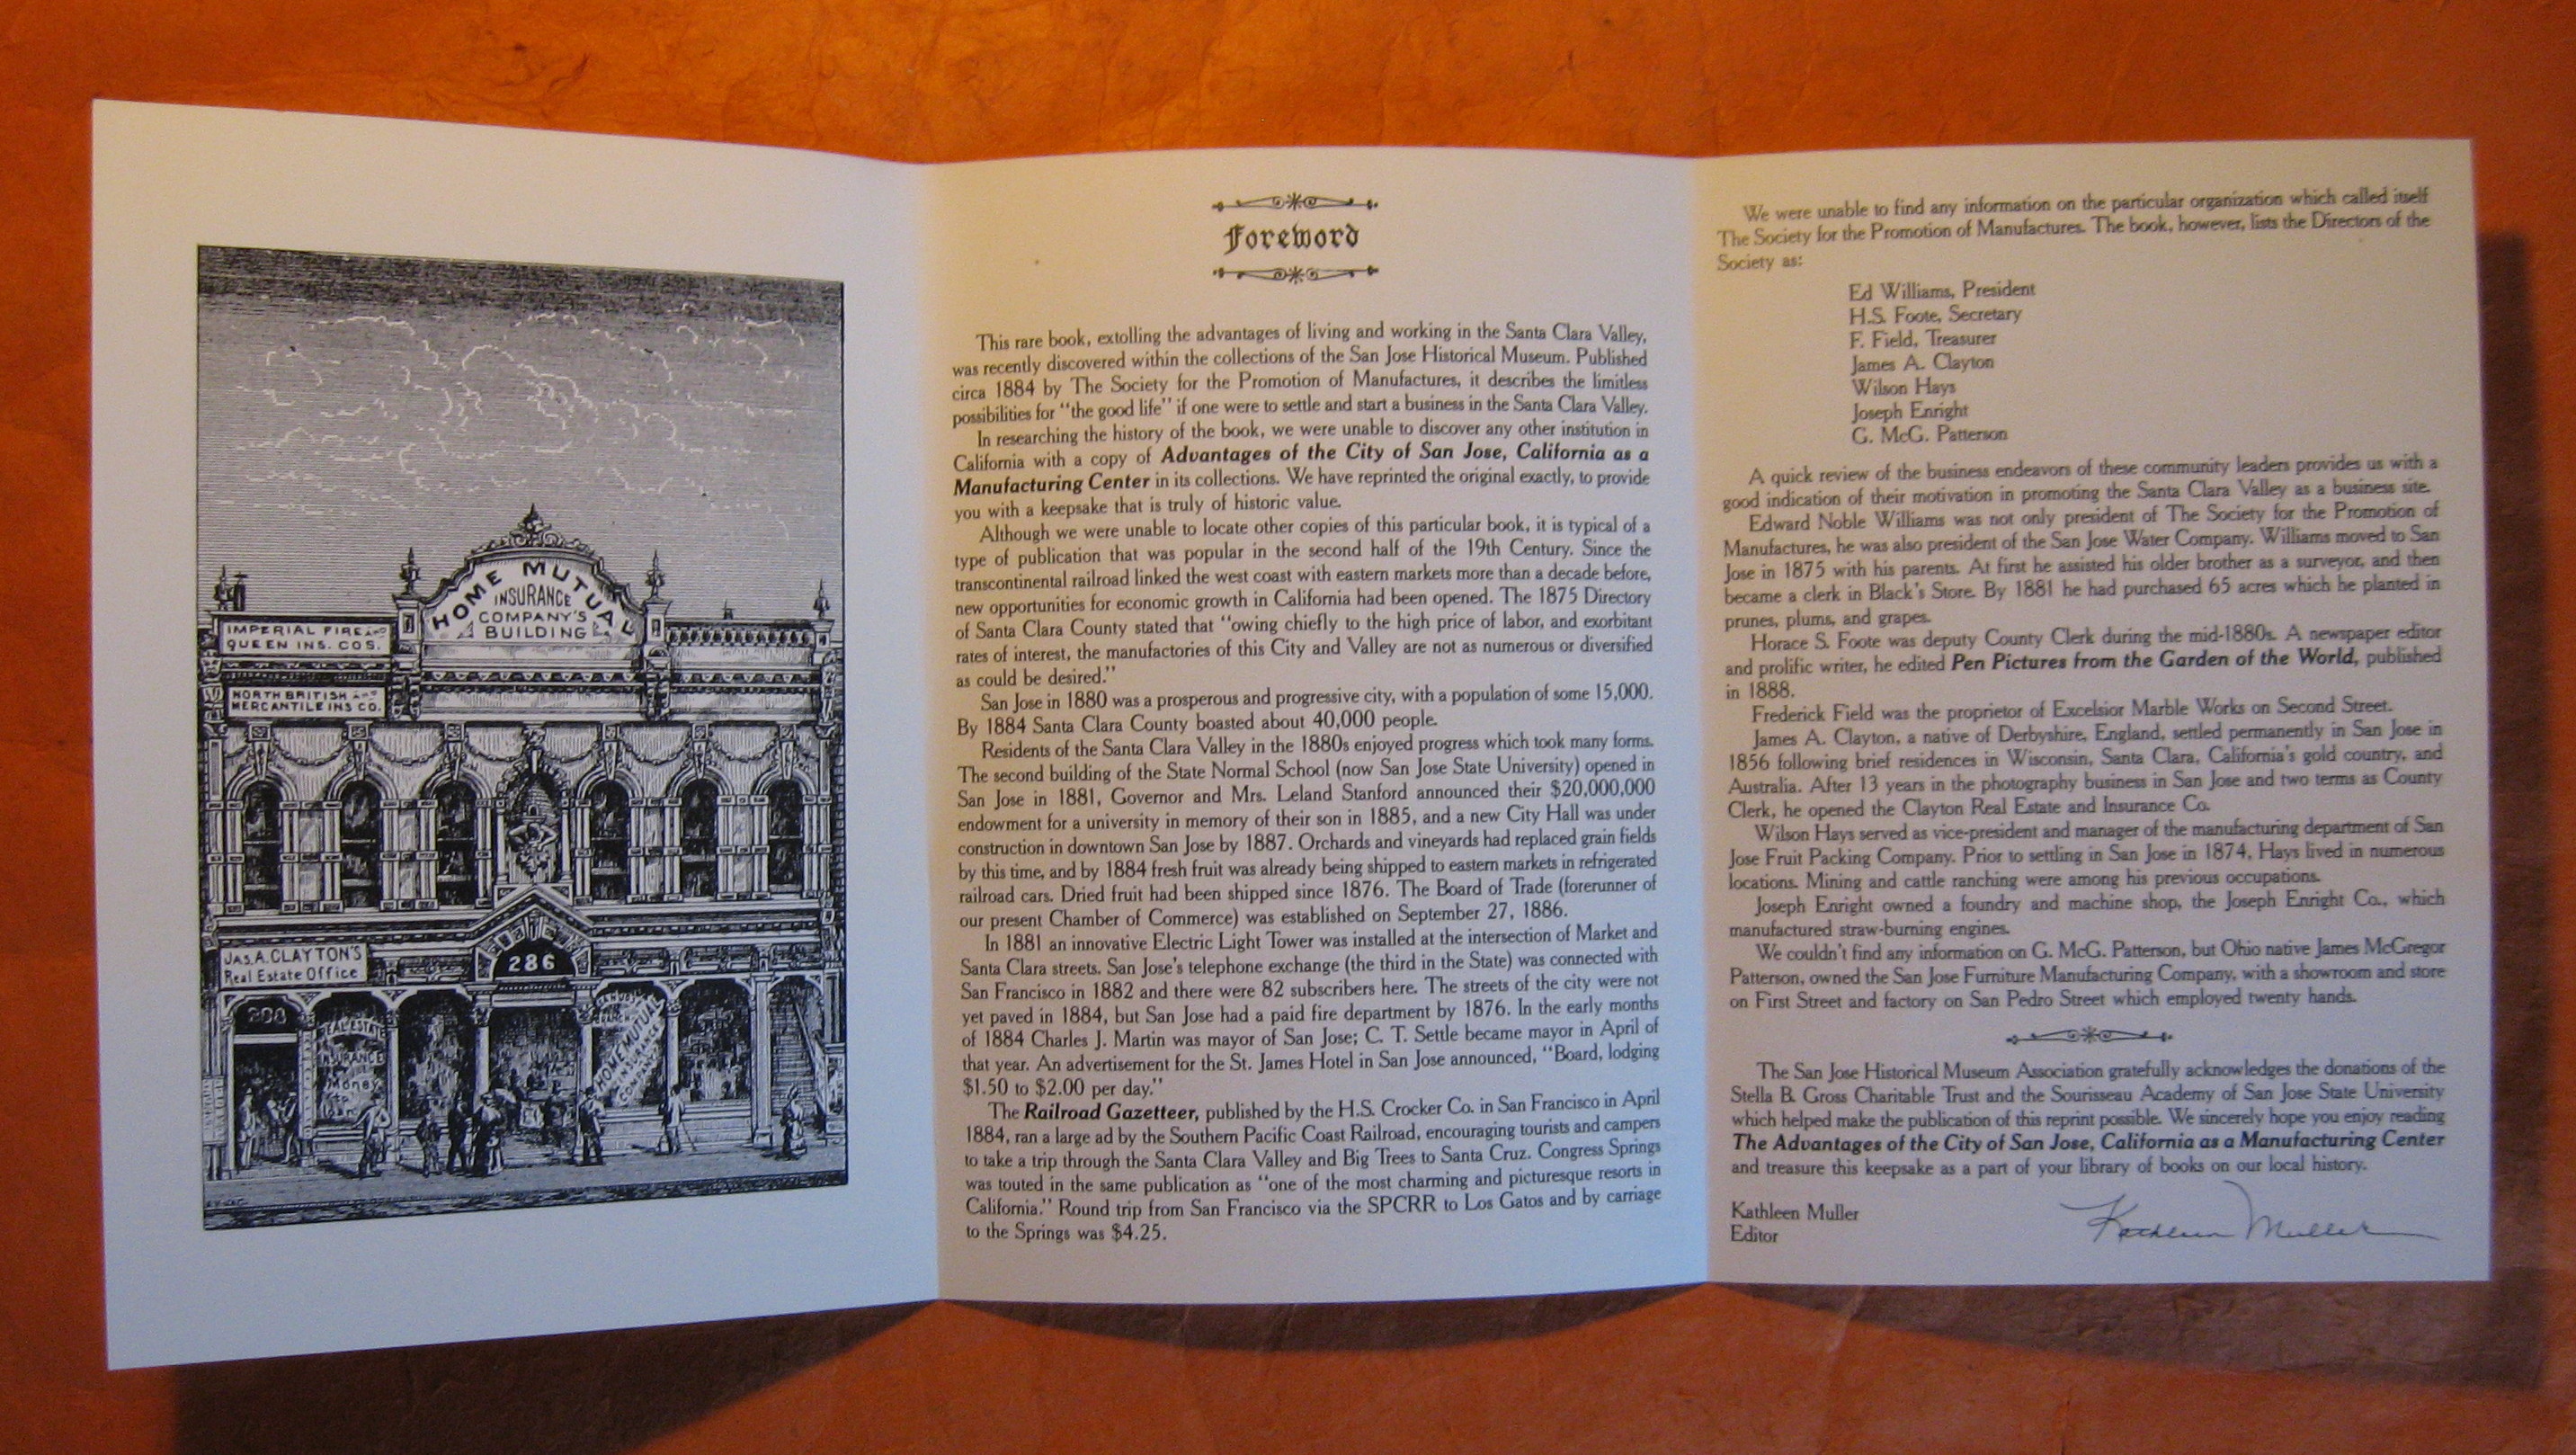 HOME MUTUAL
INSURANCE
COMPANY'S
BUILDING
IMPERIAL FIRE AND
QUEEN INS. COS.
NORTH BRITISH AND
MERCANTILE INS CO.
JAS. A. CLAYTON'S
Real Estate Office
286
REAL ESTATE
INSURANCE
Money
HOME MUTUAL
INSURANCE
COMPANY
Foreword
This rare book, extolling the advantages of living and working in the Santa Clara Valley,
was recently discovered within the collections of the San Jose Historical Museum. Published
circa 1884 by The Society for the Promotion of Manufactures, it describes the limitless
possibilities for "the good life" if one were to settle and start a business in the Santa Clara Valley.
In researching the history of the book, we were unable to discover any other institution in
California with a copy of Advantages of the City of San Jose, California as a
Manufacturing Center in its collections. We have reprinted the original exactly, to provide
you with a keepsake that is truly of historic value.
Although we were unable to locate other copies of this particular book, it is typical of a
type of publication that was popular in the second half of the 19th Century. Since the
transcontinental railroad linked the west coast with eastern markets more than a decade before,
new opportunities for economic growth in California had been opened. The 1875 Directory
of Santa Clara County stated that "owing chiefly to the high price of labor, and exorbitant
rates of interest, the manufactories of this City and Valley are not as numerous or diversified
as could be desired."
San Jose in 1880 was a prosperous and progressive city, with a population of some 15,000.
By 1884 Santa Clara County boasted about 40,000 people.
Residents of the Santa Clara Valley in the 1880s enjoyed progress which took many forms.
The second building of the State Normal School (now San Jose State University) opened in
San Jose in 1881, Governor and Mrs. Leland Stanford announced their $20,000,000
endowment for a university in memory of their son in 1885, and a new City Hall was under
construction in downtown San Jose by 1887. Orchards and vineyards had replaced grain fields
by this time, and by 1884 fresh fruit was already being shipped to eastern markets in refrigerated
railroad cars. Dried fruit had been shipped since 1876. The Board of Trade (forerunner of
our present Chamber of Commerce) was established on September 27, 1886.
In 1881 an innovative Electric Light Tower was installed at the intersection of Market and
Santa Clara streets. San Jose's telephone exchange (the third in the State) was connected with
San Francisco in 1882 and there were 82 subscribers here. The streets of the city were not
yet paved in 1884, but San Jose had a paid fire department by 1876. In the early months
of 1884 Charles J. Martin was mayor of San Jose; C. T. Settle became mayor in April of
that year. An advertisement for the St. James Hotel in San Jose announced, "Board, lodging
$1.50 to $2.00 per day."
The Railroad Gazetteer, published by the H.S. Crocker Co. in San Francisco in April
1884, ran a large ad by the Southern Pacific Coast Railroad, encouraging tourists and campers
to take a trip through the Santa Clara Valley and Big Trees to Santa Cruz. Congress Springs
was touted in the same publication as "one of the most charming and picturesque resorts in
California." Round trip from San Francisco via the SPCRR to Los Gatos and by carriage
to the Springs was $4.25.
We were unable to find any information on the particular organization which called itself
The Society for the Promotion of Manufactures. The book, however, lists the Directors of the
Society as:
Ed Williams, President
H.S. Foote, Secretary
F. Field, Treasurer
James A. Clayton
Wilson Hays
Joseph Enright
G. McG. Patterson
A quick review of the business endeavors of these community leaders provides us with a
good indication of their motivation in promoting the Santa Clara Valley as a business site.
Edward Noble Williams was not only president of The Society for the Promotion of
Manufactures, he was also president of the San Jose Water Company. Williams moved to San
Jose in 1875 with his parents. At first he assisted his older brother as a surveyor, and then
became a clerk in Black's Store. By 1881 he had purchased 65 acres which he planted in
prunes, plums, and grapes.
Horace S. Foote was deputy County Clerk during the mid-1880s. A newspaper editor
and prolific writer, he edited Pen Pictures from the Garden of the World, published
in 1888.
Frederick Field was the proprietor of Excelsior Marble Works on Second Street.
James A. Clayton, a native of Derbyshire, England, settled permanently in San Jose in
1856 following brief residences in Wisconsin, Santa Clara, California's gold country, and
Australia. After 13 years in the photography business in San Jose and two terms as County
Clerk, he opened the Clayton Real Estate and Insurance Co.
Wilson Hays served as vice-president and manager of the manufacturing department of San
Jose Fruit Packing Company. Prior to settling in San Jose in 1874, Hays lived in numerous
locations. Mining and cattle ranching were among his previous occupations.
Joseph Enright owned a foundry and machine shop, the Joseph Enright Co., which
manufactured straw-burning engines.
We couldn't find any information on G. McG. Patterson, but Ohio native James McGregor
Patterson, owned the San Jose Furniture Manufacturing Company, with a showroom and store
on First Street and factory on San Pedro Street which employed twenty hands.
The San Jose Historical Museum Association gratefully acknowledges the donations of the
Stella B. Gross Charitable Trust and the Sourisseau Academy of San Jose State University
which helped make the publication of this reprint possible. We sincerely hope you enjoy reading
The Advantages of the City of San Jose, California as a Manufacturing Center
and treasure this keepsake as a part of your library of books on our local history.
Kathleen Muller
Editor
Kathleen Muller